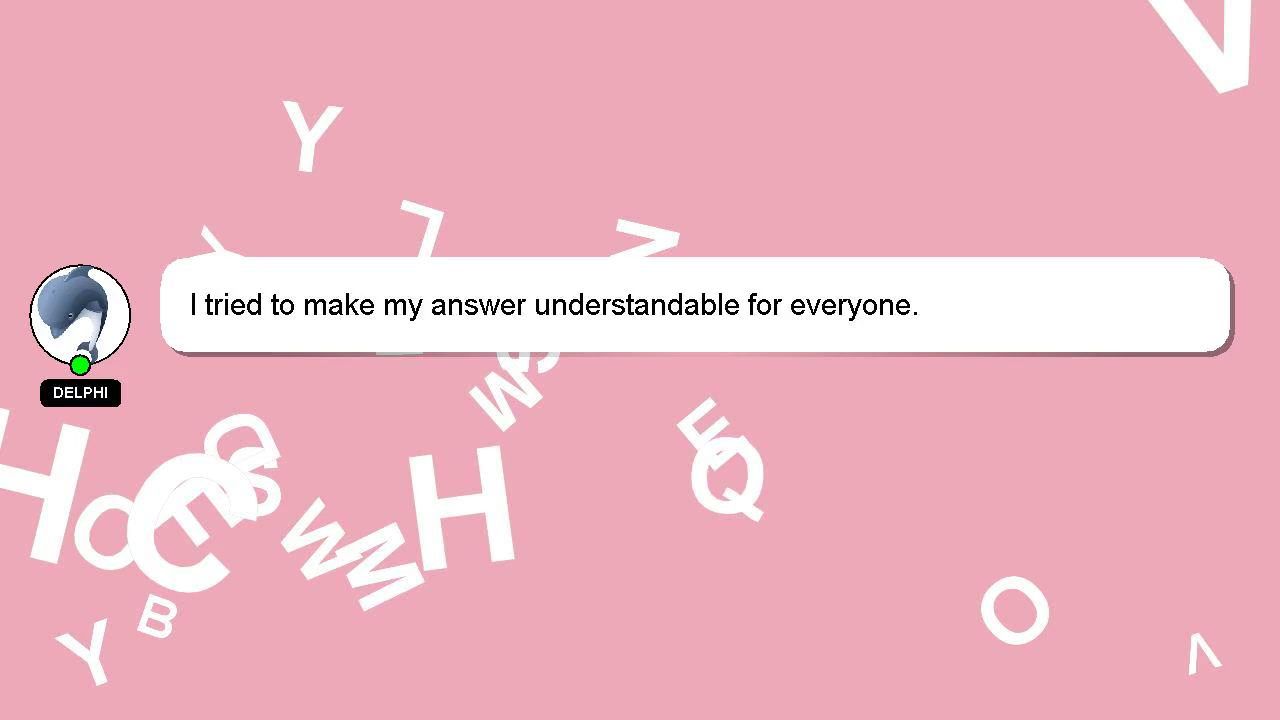 I tried to make my answer understandable for everyone.
DELPHI
Y
V
L
Y
Z
S
W
E
Q
H
D
S
C
O
T
W
M
H
B
Y
O
V